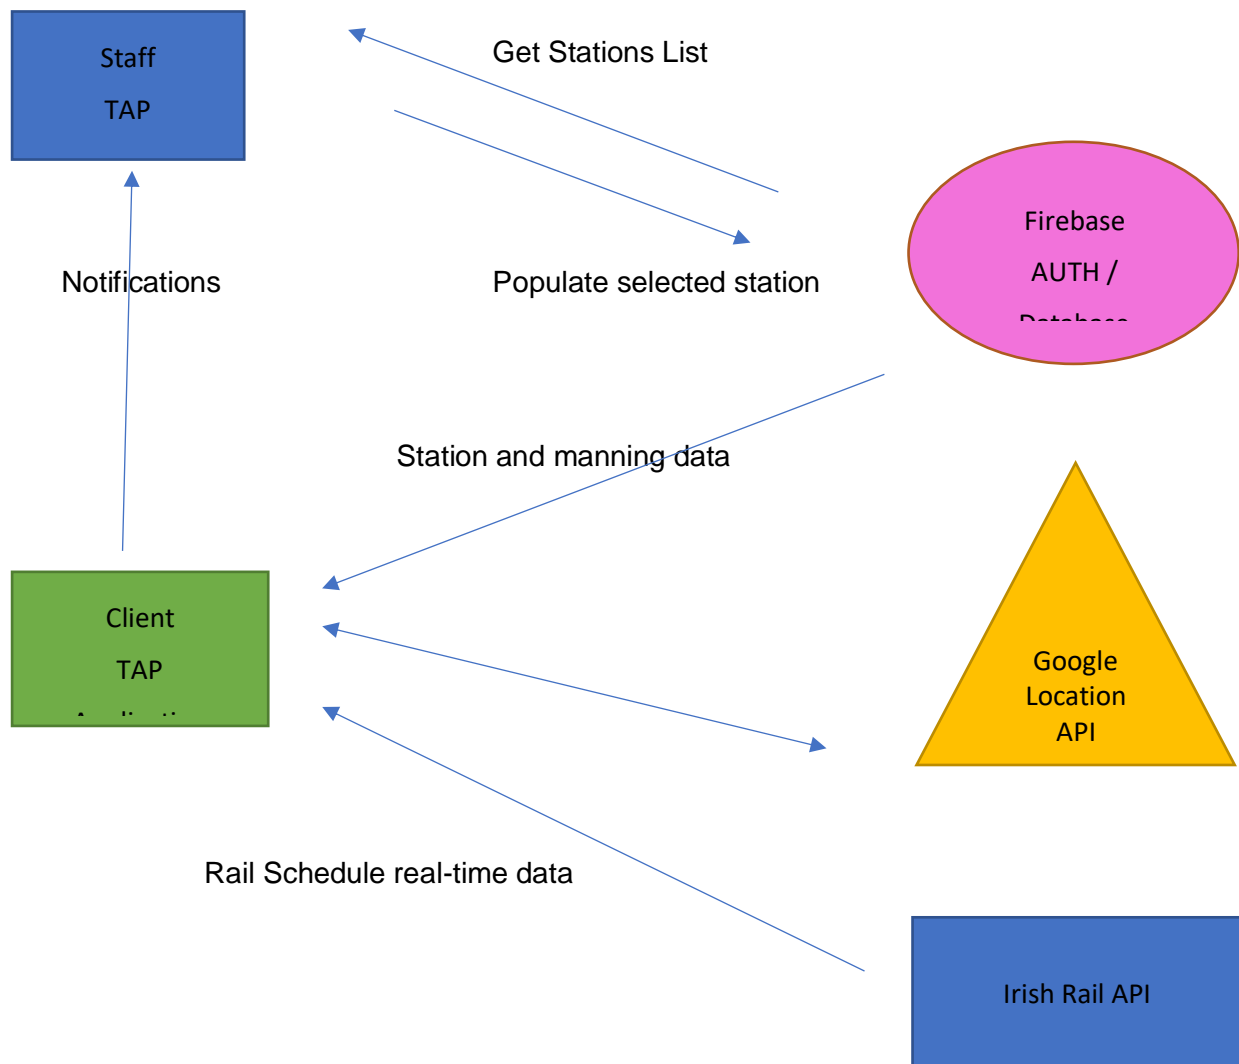 Staff
TAP
Get Stations List
Firebase
AUTH /
Database
Notifications
Populate selected station
Station and manning data
Client
TAP
Google
Location
API
Rail Schedule real-time data
Irish Rail API